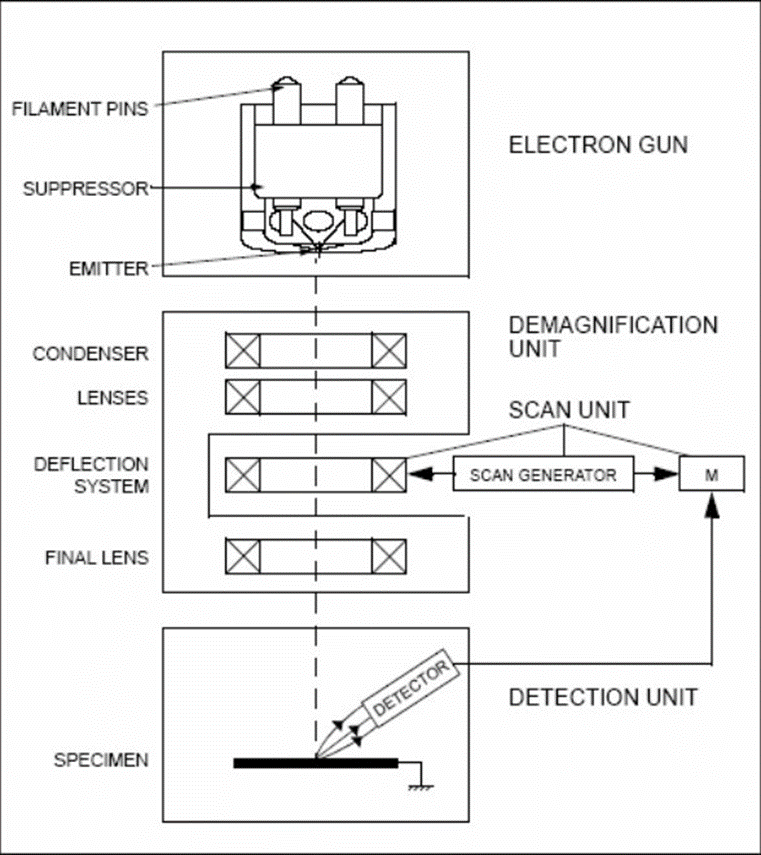 FILAMENT PINS
ELECTRON GUN
SUPPRESSOR
EMITTER
DEMAGNIFICATION
UNIT
CONDENSER
LENSES
SCAN UNIT
DEFLECTION
SYSTEM
SCAN GENERATOR
M
FINAL LENS
DETECTOR
DETECTION UNIT
SPECIMEN